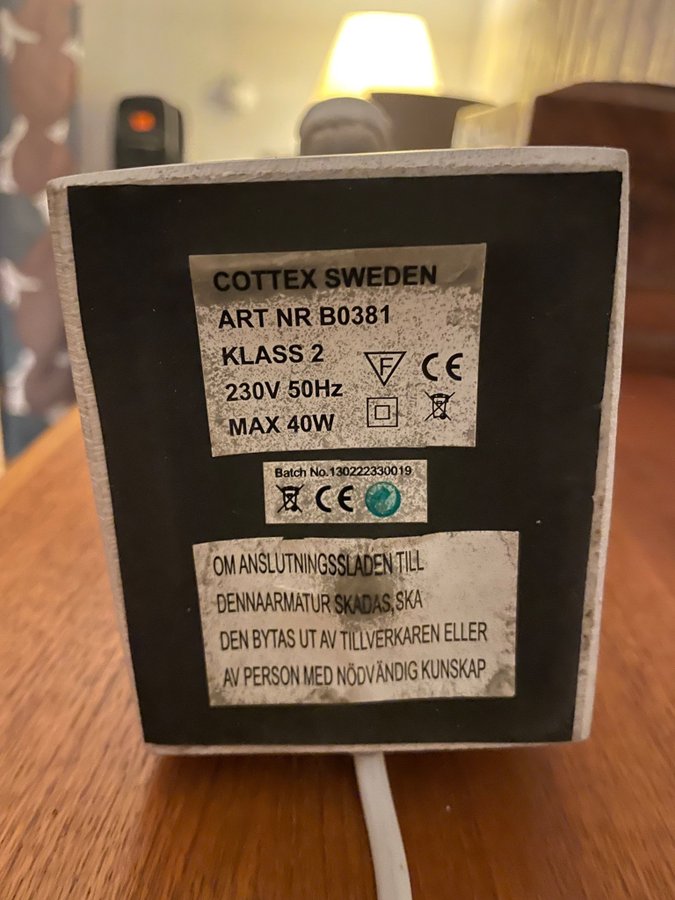 COTTEX SWEDEN
ART NR B0381
KLASS 2
230V 50Hz
MAX 40W
F
CE
Batch No.130222330019
CE
OM ANSLUTNINGSSLADEN TILL
DENNAARMATUR SKADAS,SKA
DEN BYTAS UT AV TILLVERKAREN ELLER
AV PERSON MED NÖDVÄNDIG KUNSKAP